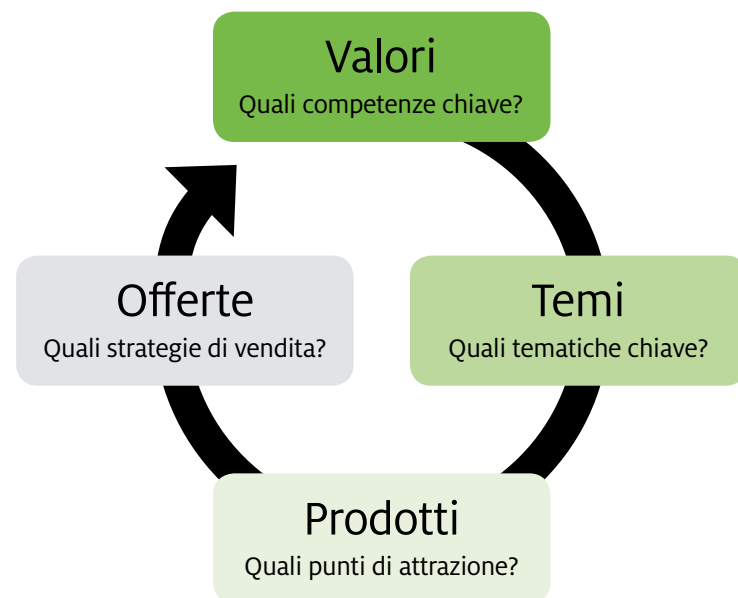 Valori
Quali competenze chiave?
Offerte
Quali strategie di vendita?
Temi
Quali tematiche chiave?
Prodotti
Quali punti di attrazione?